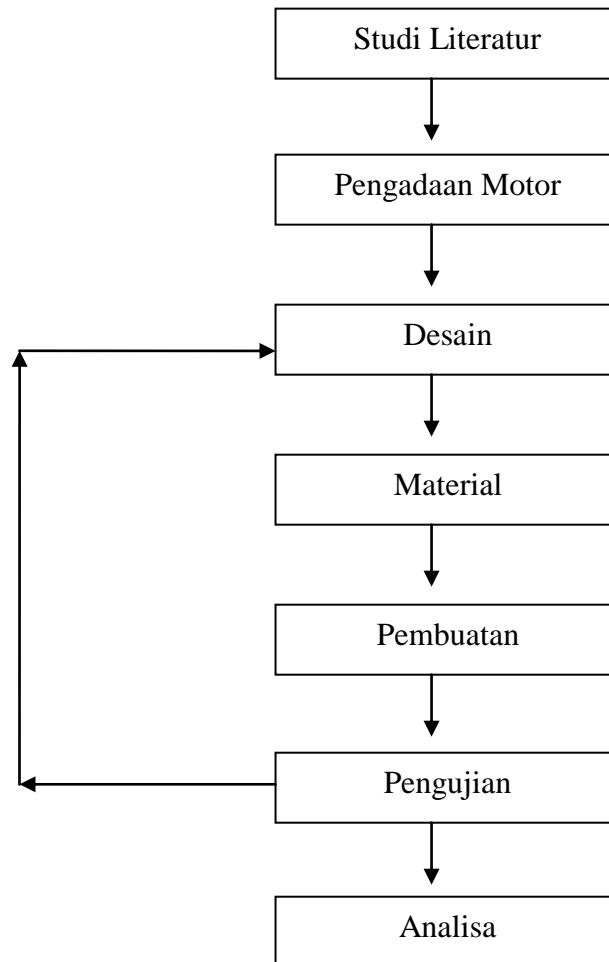 Studi Literatur
Pengadaan Motor
Desain
Material
Pembuatan
Pengujian
Analisa